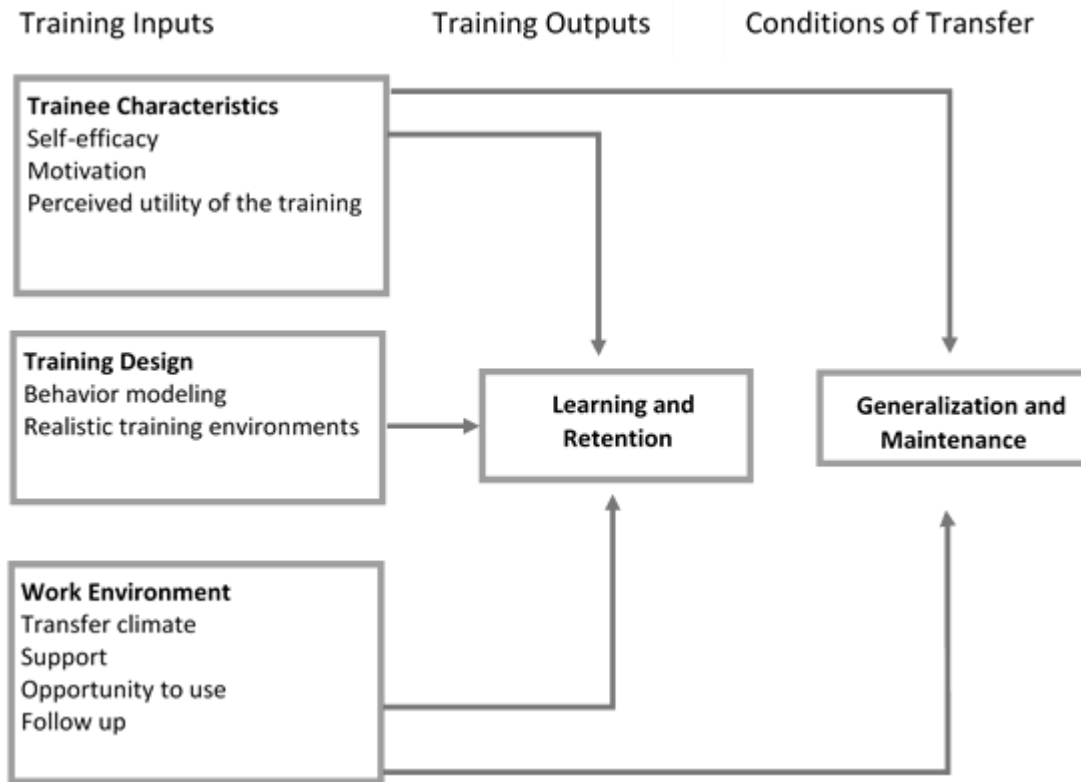 Training Inputs
Training Outputs
Conditions of Transfer
Trainee Characteristics
Self-efficacy
Motivation
Perceived utility of the training
Training Design
Behavior modeling
Realistic training environments
Learning and
Retention
Generalization and
Maintenance
Work Environment
Transfer climate
Support
Opportunity to use
Follow up